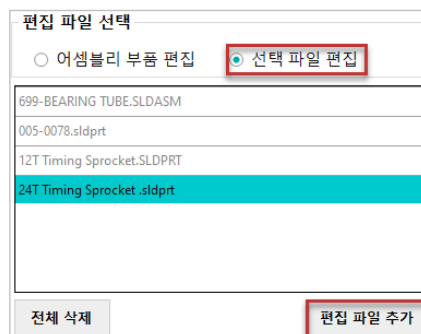 편집 파일 선택
어셈블리 부품 편집 선택 파일 편집
699-BEARING TUBE.SLDASM
005-0078.sldprt
12T Timing Sprocket.SLDPRT
24T Timing Sprocket .sldprt
전체 삭제 편집 파일 추가